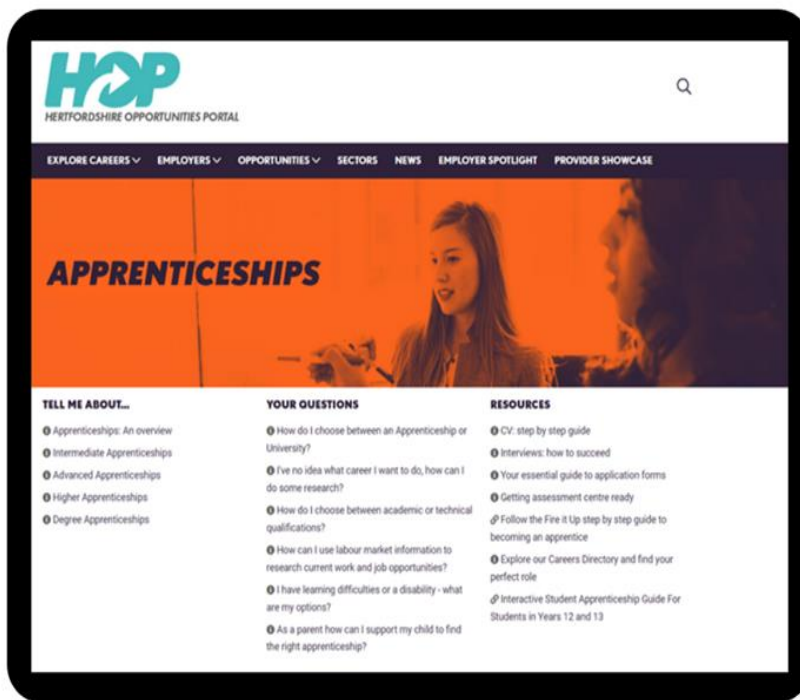 HOP
HERTFORDSHIRE OPPORTUNITIES PORTAL
EXPLORE CAREERS EMPLOYERS OPPORTUNITIES SECTORS NEWS EMPLOYER SPOTLIGHT PROVIDER SHOWCASE
APPRENTICESHIPS
TELL ME ABOUT...
Apprenticeships: An overview
Intermediate Apprenticeships
Advanced Apprenticeships
Higher Apprenticeships
Degree Apprenticeships
YOUR QUESTIONS
How do I choose between an Apprenticeship or
University?
I've no idea what career I want to do, how can I
do some research?
How do I choose between academic or technical
qualifications?
How can I use labour market information to
research current work and job opportunities?
I have learning difficulties or a disability - what
are my options?
As a parent how can I support my child to find
the right apprenticeship?
RESOURCES
CV: step by step guide
Interviews: how to succeed
Your essential guide to application forms
Getting assessment centre ready
Follow the Fire it Up step by step guide to
becoming an apprentice
Explore our Careers Directory and find your
perfect role
Interactive Student Apprenticeship Guide For
Students in Years 12 and 13